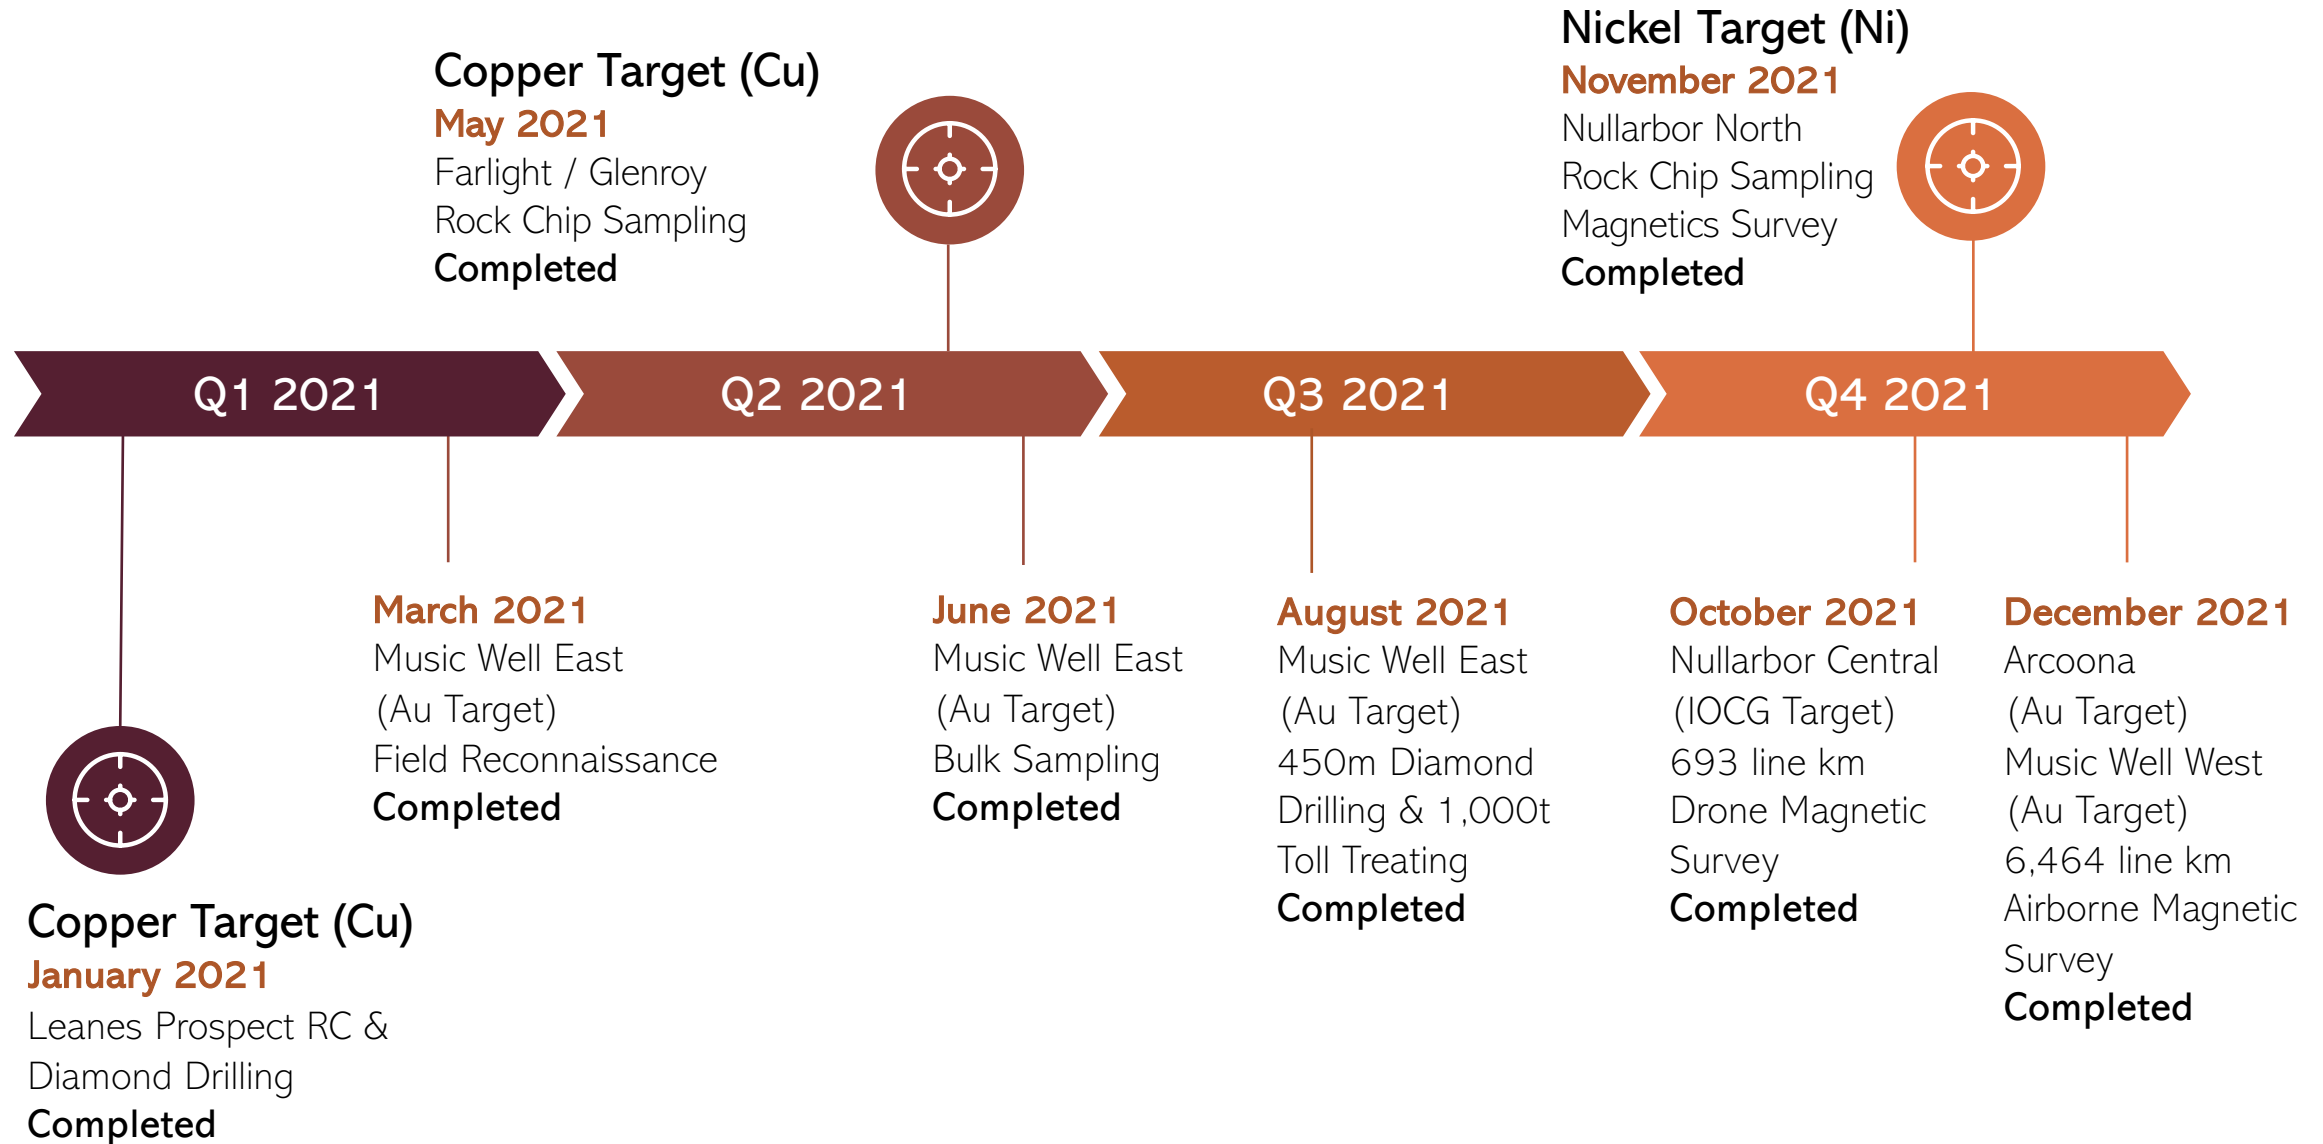 Copper Target (Cu)
May 2021
Farlight / Glenroy
Rock Chip Sampling
Completed
Nickel Target (Ni)
November 2021
Nullarbor North
Rock Chip Sampling
Magnetics Survey
Completed
Q1 2021
Q2 2021
Q3 2021
Q4 2021
Copper Target (Cu)
January 2021
Leanes Prospect RC &
Diamond Drilling
Completed
March 2021
Music Well East
(Au Target)
Field Reconnaissance
Completed
June 2021
Music Well East
(Au Target)
Bulk Sampling
Completed
August 2021
Music Well East
(Au Target)
450m Diamond
Drilling & 1,000t
Toll Treating
Completed
October 2021
Nullarbor Central
(IOCG Target)
693 line km
Drone Magnetic
Survey
Completed
December 2021
Arcoona
(Au Target)
Music Well West
(Au Target)
6,464 line km
Airborne Magnetic
Survey
Completed